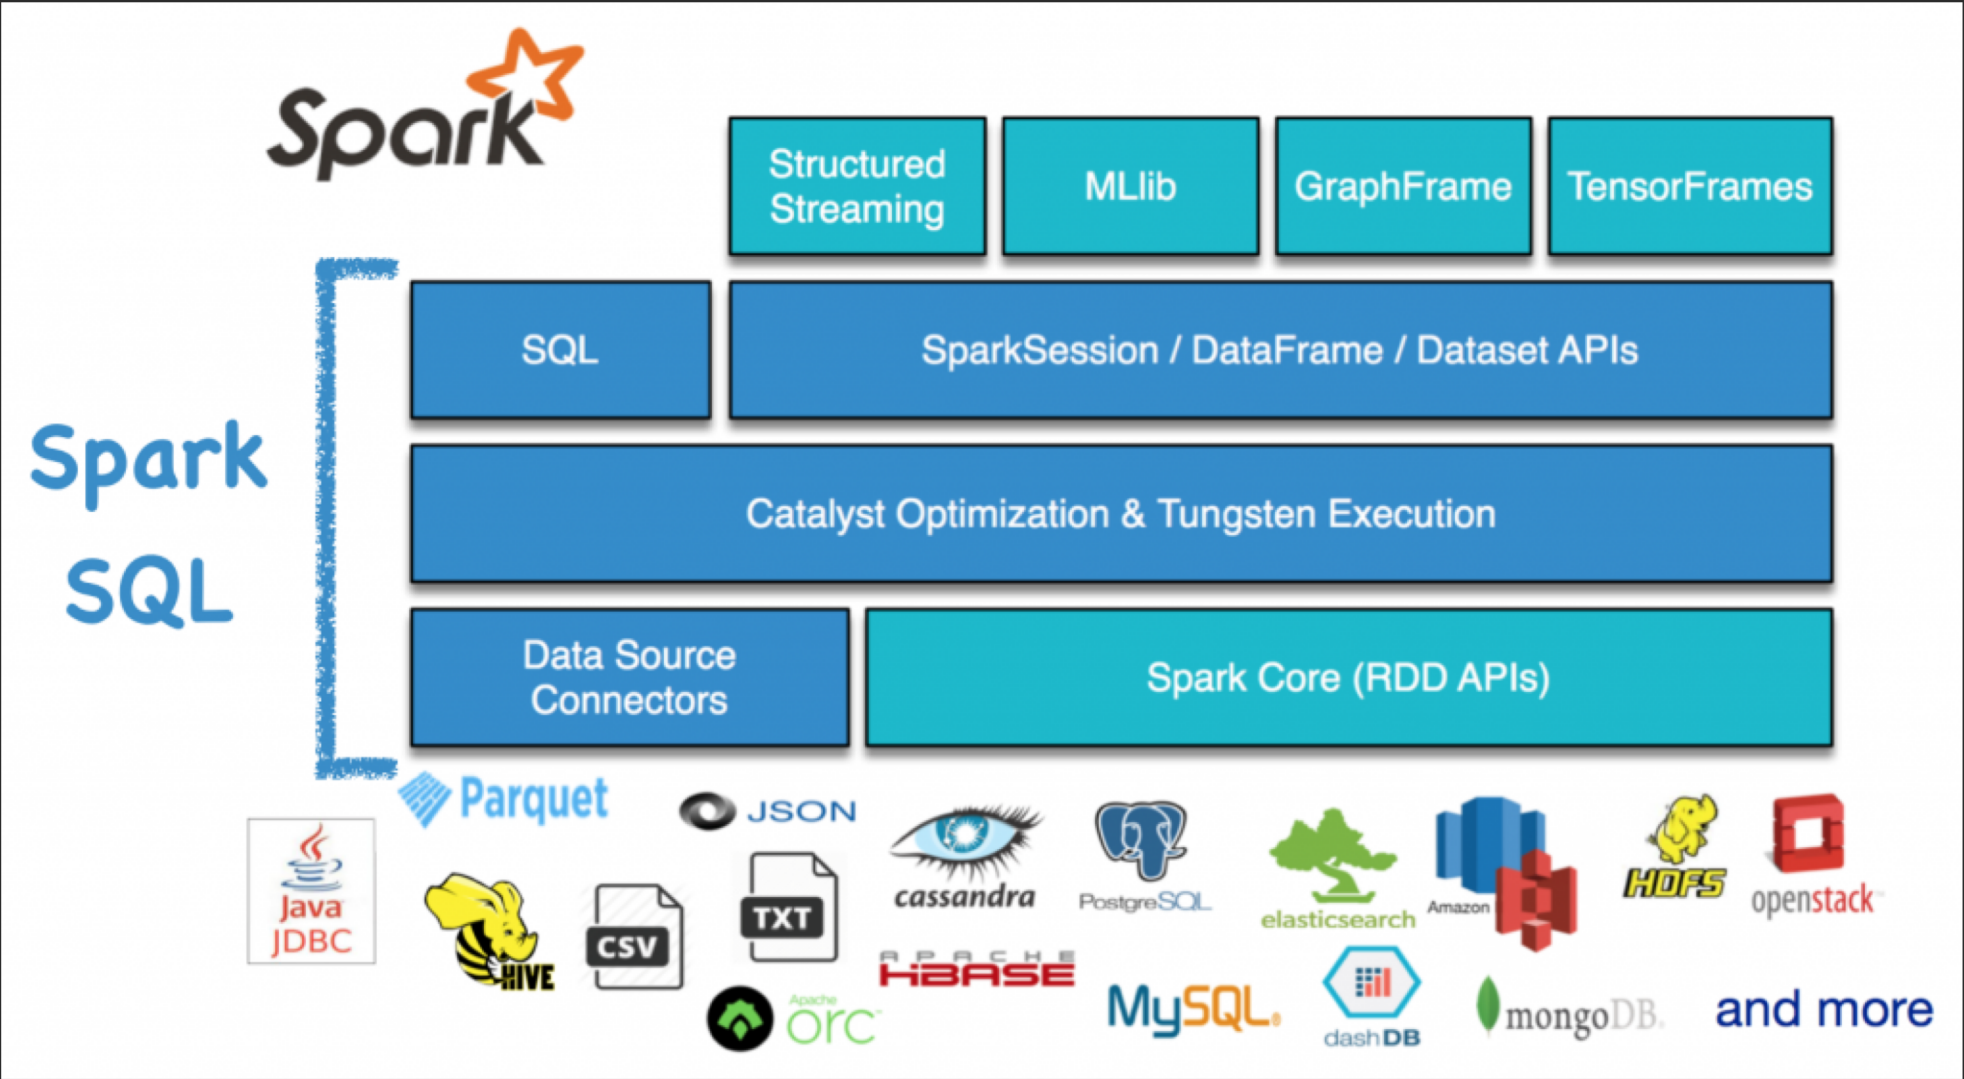 Spark
Structured
Streaming
MLlib
GraphFrame
TensorFrames
SQL
SparkSession / DataFrame / Dataset APIs
Spark
SQL
Catalyst Optimization & Tungsten Execution
Data Source
Connectors
Spark Core (RDD APIs)
Parquet
JSON
Java
JDBC
HIVE
CSV
TXT
cassandra
PostgreSQL
elasticsearch
Amazon
HDFS
openstack
APACHE
HBASE
Apache
orc
MySQL®
dashDB
mongoDB
and more